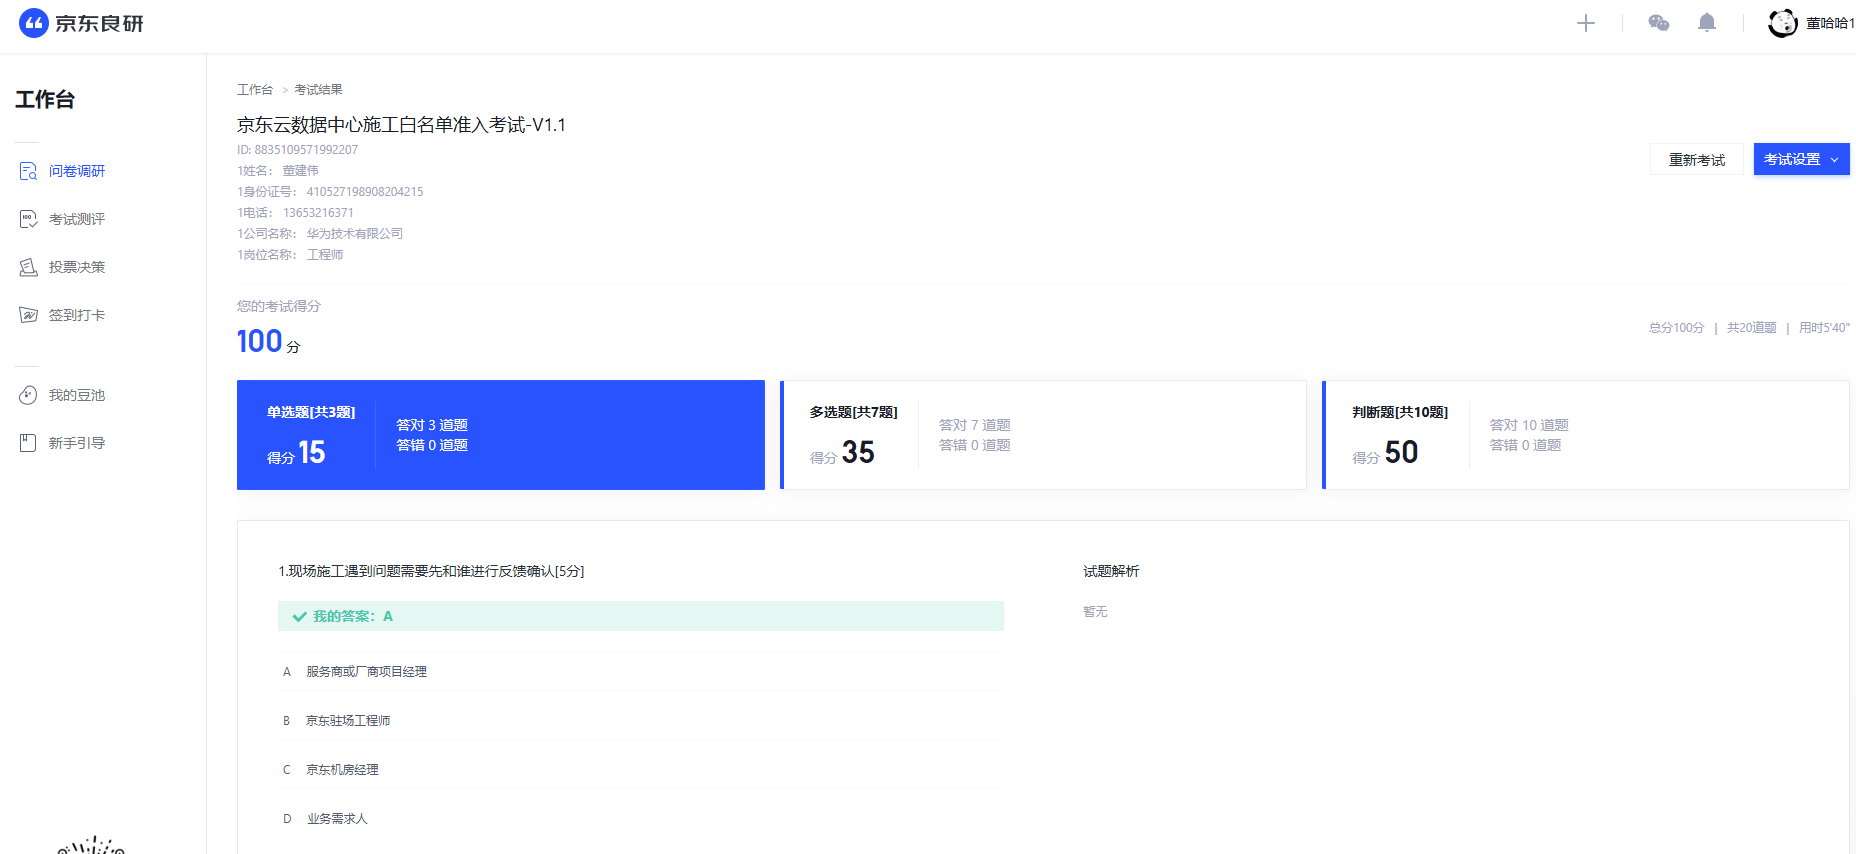 京东良研
董哈哈1
工作台
问卷调研
考试测评
投票决策
签到打卡
我的豆池
新手引导
工作台 > 考试结果
京东云数据中心施工白名单准入考试-V1.1
ID: 8835109571992207
1姓名： 董建伟
1身份证号： 410527198908204215
1电话： 13653216371
1公司名称： 华为技术有限公司
1岗位名称： 工程师
重新考试
考试设置
您的考试得分
100 分
总分100分 | 共20道题 | 用时5'40"
单选题[共3题]
得分 15
答对 3 道题
答错 0 道题
多选题[共7题]
得分 35
答对 7 道题
答错 0 道题
判断题[共10题]
得分 50
答对 10 道题
答错 0 道题
1.现场施工遇到问题需要先和谁进行反馈确认[5分]
我的答案：A
A 服务商或厂商项目经理
B 京东驻场工程师
C 京东机房经理
D 业务需求人
试题解析
暂无